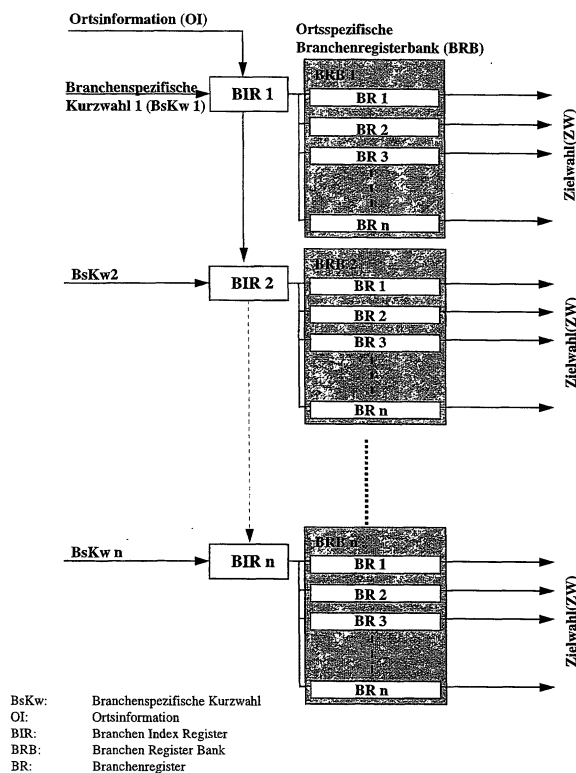 Ortsinformation (OI)
Ortsspezifische
Branchenregisterbank (BRB)
Branchenspezifische
Kurzwahl 1 (BsKw 1)
BIR 1
BRB 1
BR 1
BR 2
BR 3
BR n
Zielwahl(ZW)
BsKw2
BIR 2
BRB 2
BR 1
BR 2
BR 3
BR n
Zielwahl(ZW)
BsKw n
BIR n
BRB n
BR 1
BR 2
BR 3
BR n
Zielwahl(ZW)
BsKw: Branchenspezifische Kurzwahl
OI: Ortsinformation
BIR: Branchen Index Register
BRB: Branchen Register Bank
BR: Branchenregister